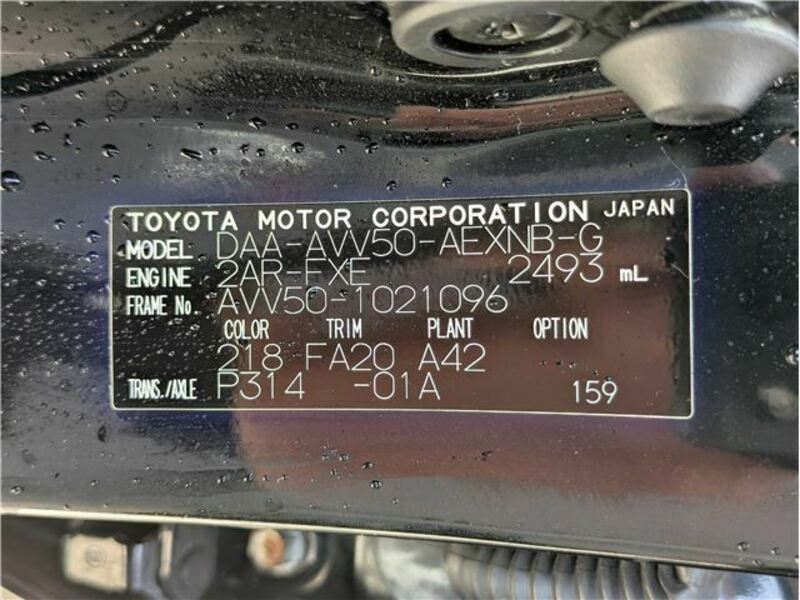 TOYOTA MOTOR CORPORATION JAPAN
MODEL DAA-AVV50-AEXNB-G
ENGINE 2AR-FXE 2493 mL
FRAME No. AVV50-1021096
COLOR TRIM PLANT OPTION
218 FA20 A42
TRANS./AXLE P314 -01A 159